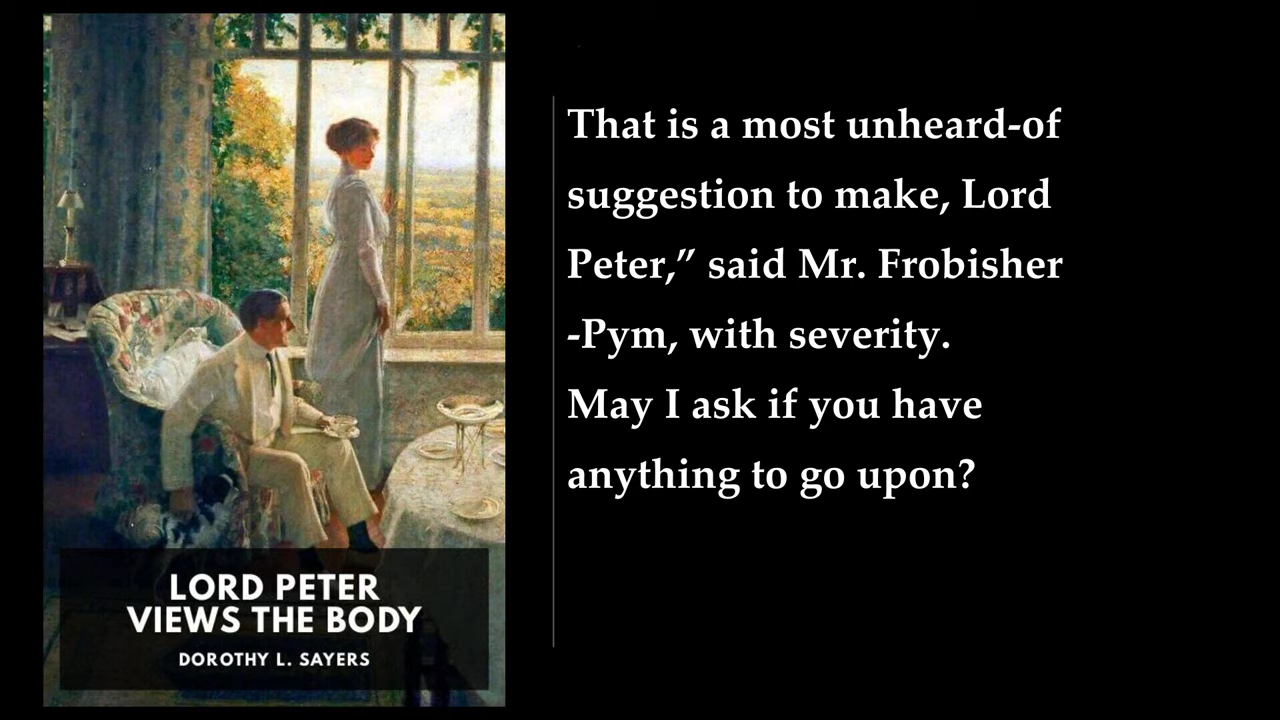 That is a most unheard-of
suggestion to make, Lord
Peter,” said Mr. Frobisher
-Pym, with severity.
May I ask if you have
anything to go upon?
LORD PETER
VIEWS THE BODY
DOROTHY L. SAYERS